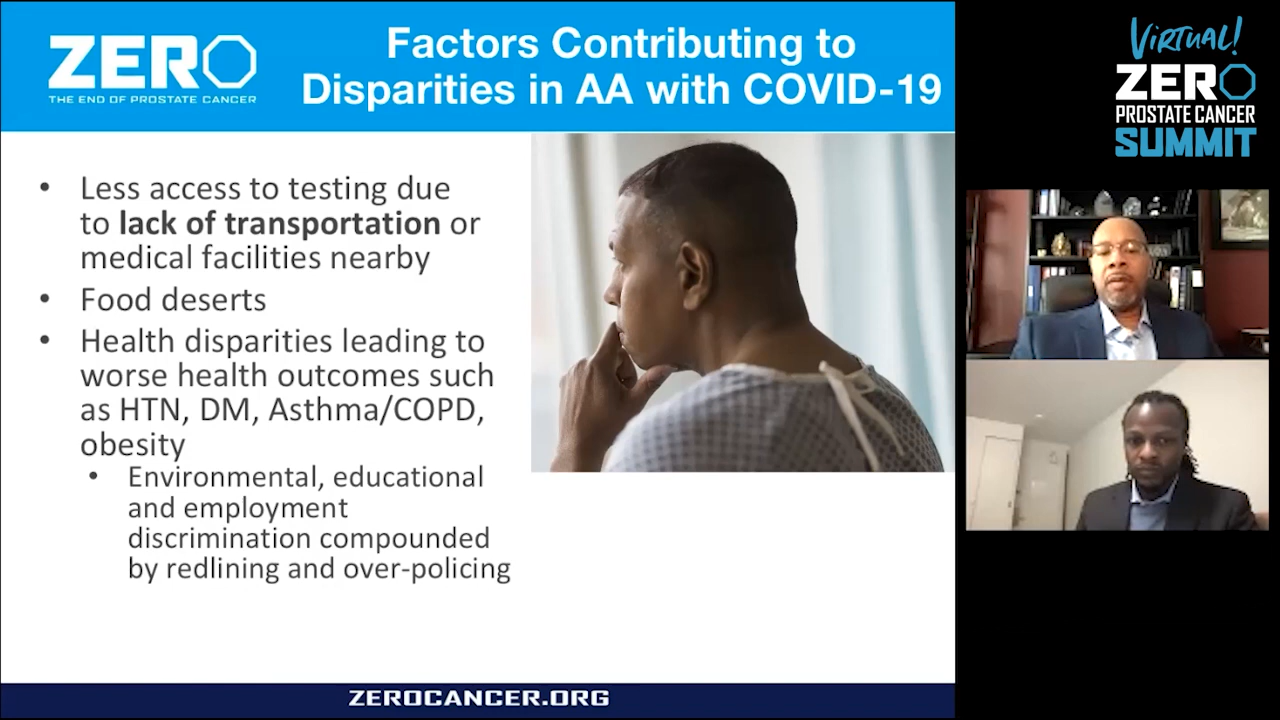 ZERO
THE END OF PROSTATE CANCER
Factors Contributing to
Disparities in AA with COVID-19
• Less access to testing due
to lack of transportation or
medical facilities nearby
• Food deserts
• Health disparities leading to
worse health outcomes such
as HTN, DM, Asthma/COPD,
obesity
• Environmental, educational
and employment
discrimination compounded
by redlining and over-policing
ZEROCANCER.ORG
VIRTUAL!
ZERO
PROSTATE CANCER
SUMMIT